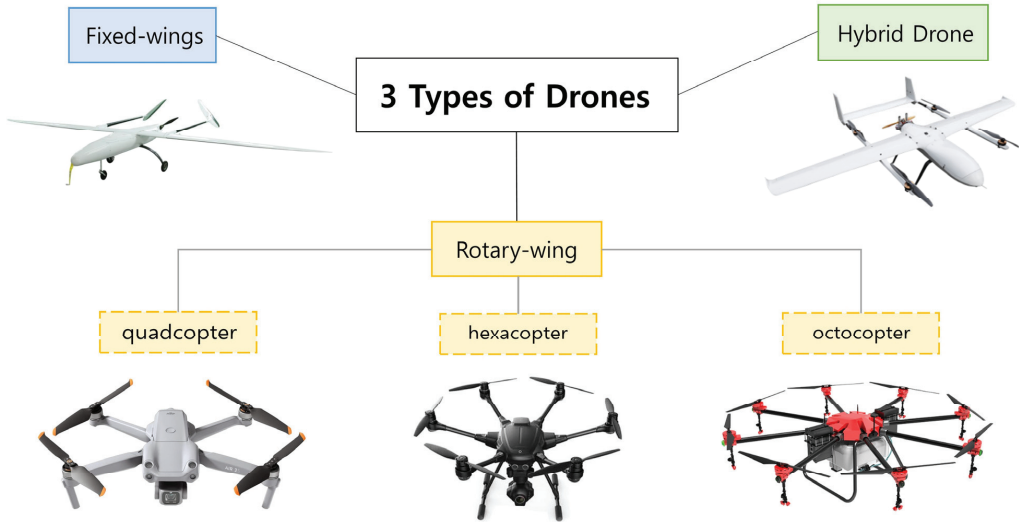 Fixed-wings
Hybrid Drone
3 Types of Drones
Rotary-wing
quadcopter
hexacopter
octocopter